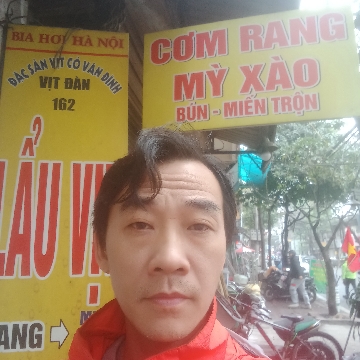 BIA HƠI HÀ NỘI
ĐẶC SẢN VỊT CỎ VÂN ĐÌNH
VỊT ĐÀN
162
LẨU VỊ
ANG
CƠM RANG
MỲ XÀO
BÚN - MIẾN TRỘN